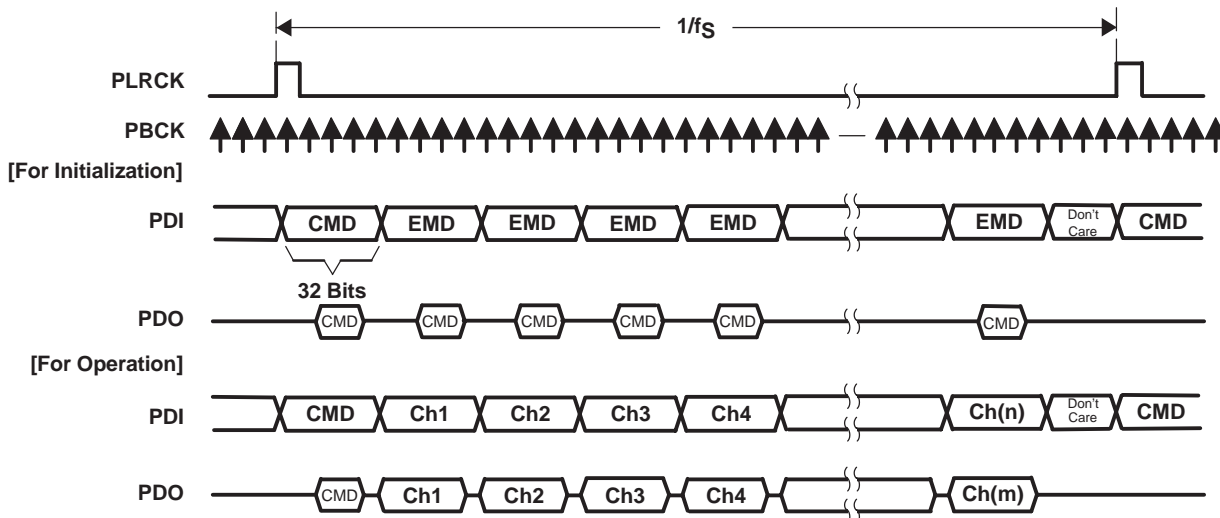 1/fS
PLRCK
PBCK
[For Initialization]
PDI CMD EMD EMD EMD EMD EMD Don't Care CMD
32 Bits
PDO CMD CMD CMD CMD CMD CMD
[For Operation]
PDI CMD Ch1 Ch2 Ch3 Ch4 Ch(n) Don't Care CMD
PDO CMD Ch1 Ch2 Ch3 Ch4 Ch(m)